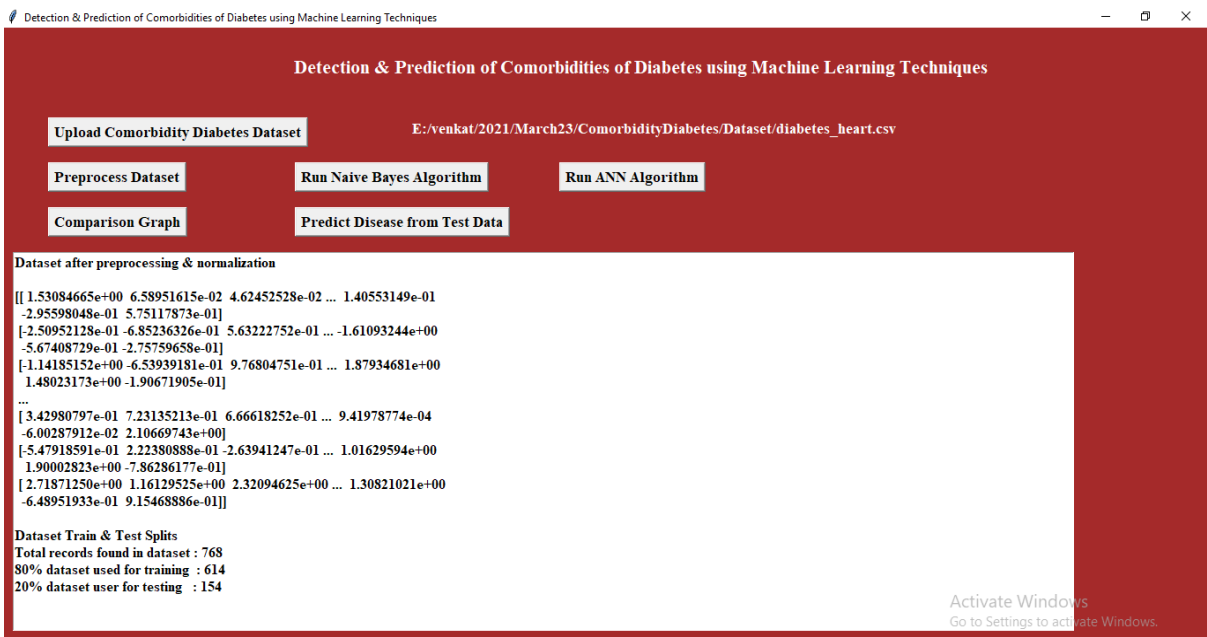 Detection & Prediction of Comorbidities of Diabetes using Machine Learning Techniques
Detection & Prediction of Comorbidities of Diabetes using Machine Learning Techniques
Upload Comorbidity Diabetes Dataset
E:/venkat/2021/March23/ComorbidityDiabetes/Dataset/diabetes_heart.csv
Preprocess Dataset
Run Naive Bayes Algorithm
Run ANN Algorithm
Comparison Graph
Predict Disease from Test Data
Dataset after preprocessing & normalization
[[ 1.53084665e+00 6.58951615e-02 4.62452528e-02 ... 1.40553149e-01
-2.95598048e-01 5.75117873e-01]
[-2.50952128e-01 -6.85236326e-01 5.63222752e-01 ... -1.61093244e+00
-5.67408729e-01 -2.75759658e-01]
[-1.14185152e+00 -6.53939181e-01 9.76804751e-01 ... 1.87934681e+00
1.48023173e+00 -1.90671905e-01]
...
[ 3.42980797e-01 7.23135213e-01 6.66618252e-01 ... 9.41978774e-04
-6.00287912e-02 2.10669743e+00]
[-5.47918591e-01 2.22380888e-01 -2.63941247e-01 ... 1.01629594e+00
1.90002823e+00 -7.86286177e-01]
[ 2.71871250e+00 1.16129525e+00 2.32094625e+00 ... 1.30821021e+00
-6.48951933e-01 9.15468886e-01]]
Dataset Train & Test Splits
Total records found in dataset : 768
80% dataset used for training : 614
20% dataset user for testing : 154
Activate Windows
Go to Settings to activate Windows.